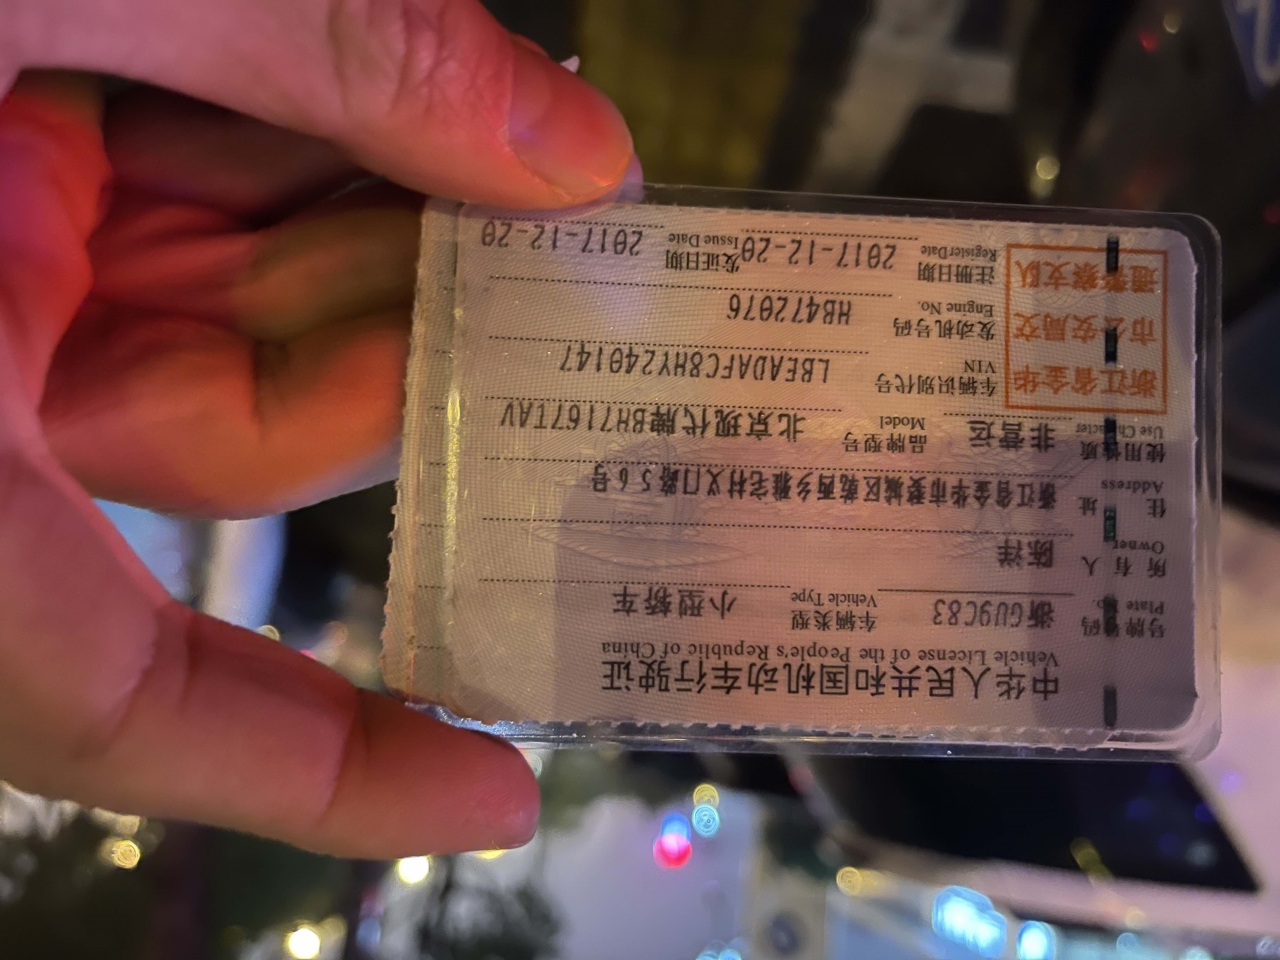 中华人民共和国机动车行驶证
Vehicle License of the People's Republic of China
号牌号码 浙GU9C83 车辆类型 小型轿车
Plate No. Vehicle Type
所有人 陈洋
Owner
住址 浙江省金华市婺城区乾西乡雅宅村义口路56号
Address
使用性质 非营运 品牌型号 北京现代牌BH7167TAV
Use Character Model
车辆识别代号 LBEADAFC8HY240147
VIN
发动机号码 HB472076
Engine No.
注册日期 2017-12-20 发证日期 2017-12-20
Register Date Issue Date
浙江省金华
市公安局交
通警察支队